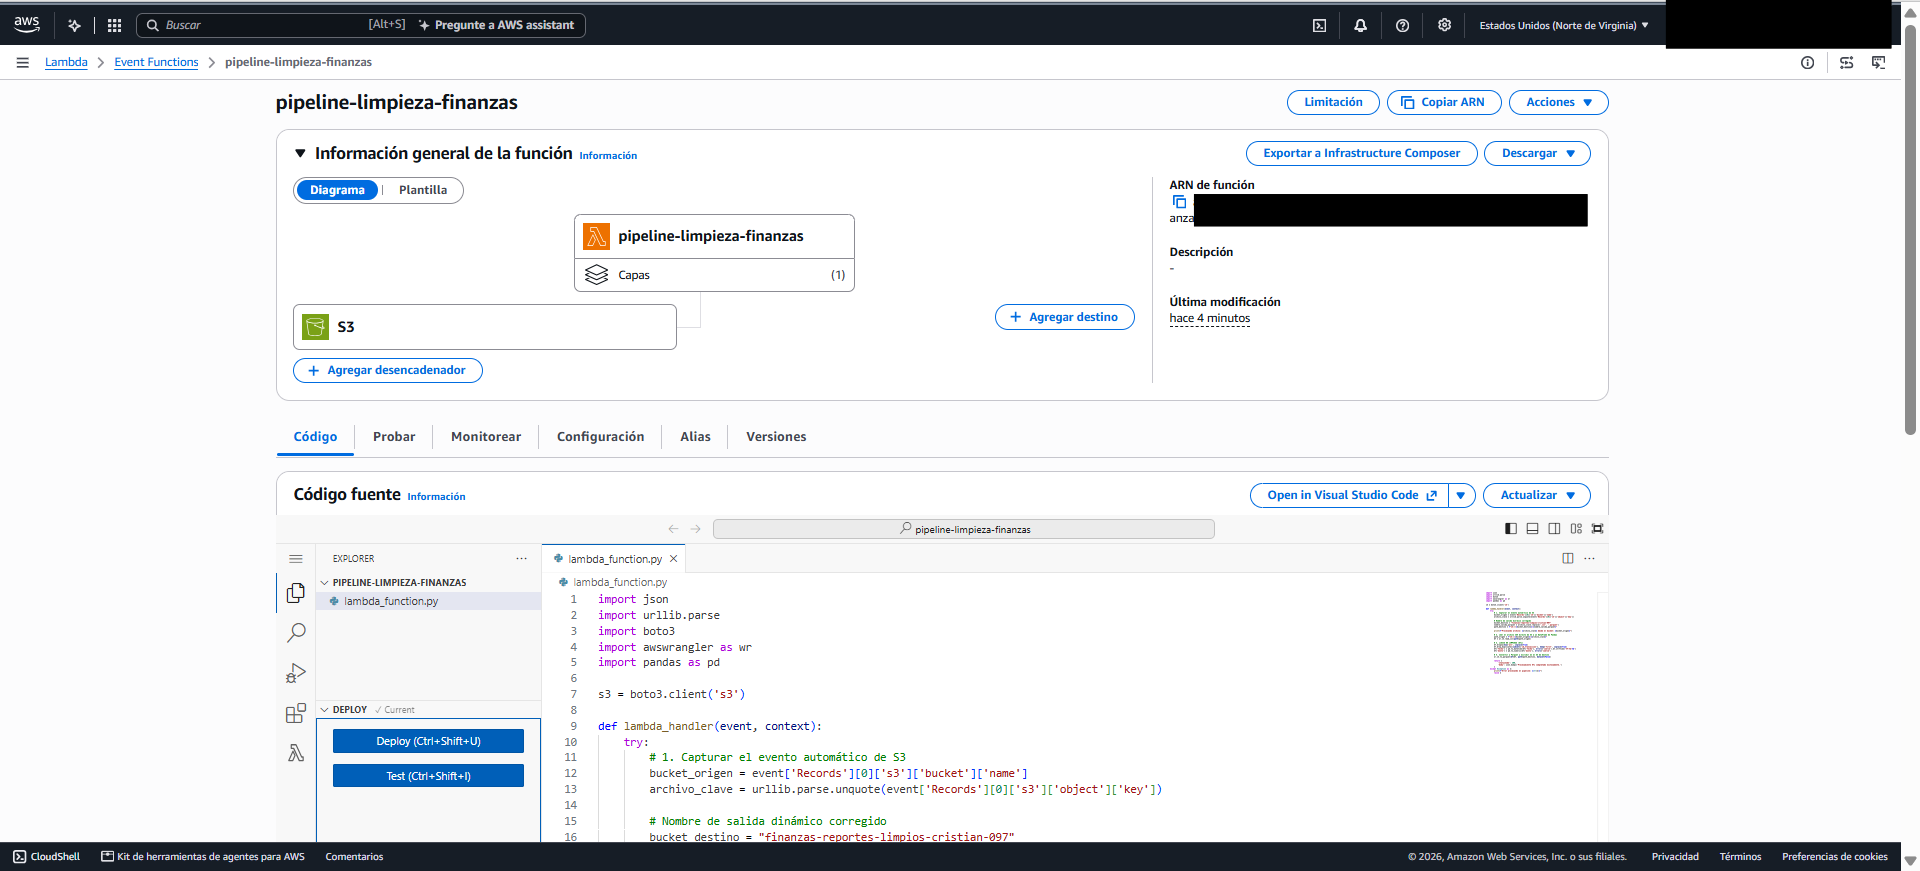 aws
Buscar [Alt+S] Pregunte a AWS assistant Estados Unidos (Norte de Virginia)
Lambda Event Functions pipeline-limpieza-finanzas
pipeline-limpieza-finanzas Limitación Copiar ARN Acciones
Información general de la función Información Exportar a Infrastructure Composer Descargar
Diagrama Plantilla
ARN de función
anza
pipeline-limpieza-finanzas
Capas (1)
Descripción
-
S3
Agregar destino
Última modificación
hace 4 minutos
Agregar desencadenador
Código Probar Monitorear Configuración Alias Versiones
Código fuente Información Open in Visual Studio Code Actualizar
pipeline-limpieza-finanzas
EXPLORER ...
lambda_function.py
PIPELINE-LIMPIEZA-FINANZAS
lambda_function.py
DEPLOY ✓ Current
Deploy (Ctrl+Shift+U)
Test (Ctrl+Shift+I)
lambda_function.py
1 import json
2 import urllib.parse
3 import boto3
4 import awswrangler as wr
5 import pandas as pd
6
7 s3 = boto3.client('s3')
8
9 def lambda_handler(event, context):
10 try:
11 # 1. Capturar el evento automático de S3
12 bucket_origen = event['Records'][0]['s3']['bucket']['name']
13 archivo_clave = urllib.parse.unquote(event['Records'][0]['s3']['object']['key'])
14
15 # Nombre de salida dinámico corregido
16 bucket_destino = "finanzas-reportes-limpios-cristian-097"
CloudShell Kit de herramientas de agentes para AWS Comentarios © 2026, Amazon Web Services, Inc. o sus filiales. Privacidad Términos Preferencias de cookies